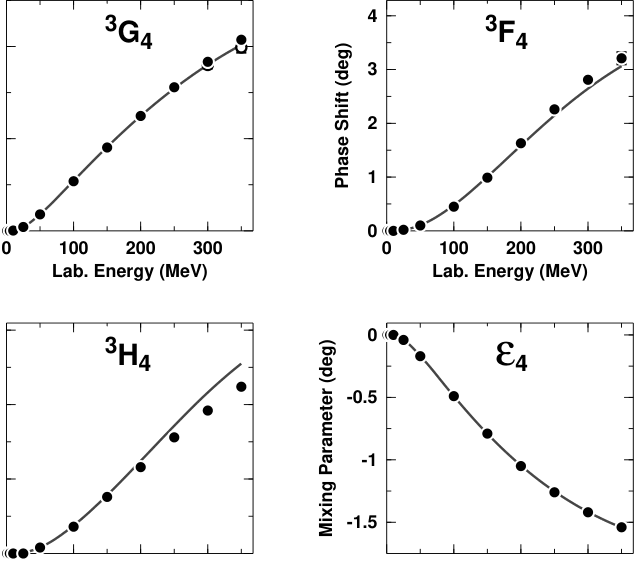 ³G₄
0 100 200 300
Lab. Energy (MeV)
³F₄
4
3
2
1
0
Phase Shift (deg)
0 100 200 300
Lab. Energy (MeV)
³H₄
ε₄
0
-0.5
-1
-1.5
Mixing Parameter (deg)